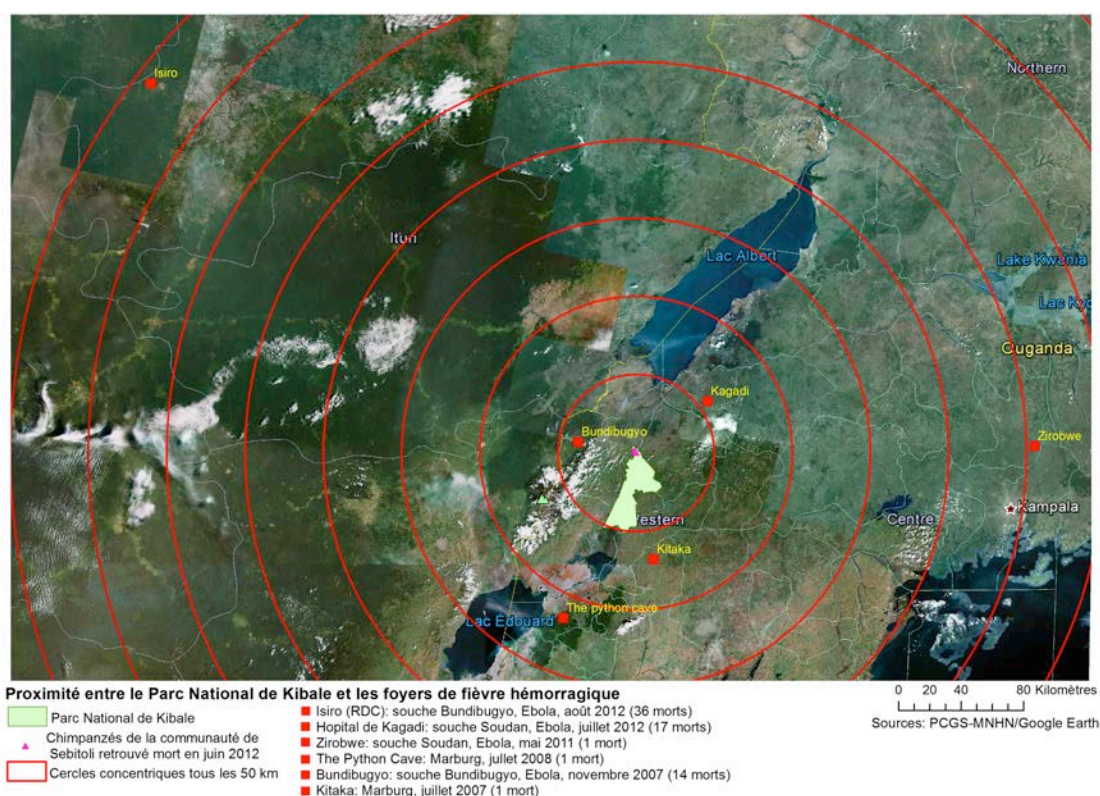 Isiro
Northern
Ituri
Lac Albert
Lake Kwania
Ouganda
Kagadi
Bundibugyo
Zirobwe
Kampala
Centre
estern
Kitaka
The python cave
Lac Edouard
Proximité entre le Parc National de Kibale et les foyers de fièvre hémorragique
Parc National de Kibale
Chimpanzés de la communauté de
Sebitoli retrouvé mort en juin 2012
Cercles concentriques tous les 50 km
Isiro (RDC): souche Bundibugyo, Ebola, août 2012 (36 morts)
Hopital de Kagadi: souche Soudan, Ebola, juillet 2012 (17 morts)
Zirobwe: souche Soudan, Ebola, mai 2011 (1 mort)
The Python Cave: Marburg, jullet 2008 (1 mort)
Bundibugyo: souche Bundibugyo, Ebola, novembre 2007 (14 morts)
Kitaka: Marburg, juillet 2007 (1 mort)
0 20 40 80 Kilomètres
Sources: PCGS-MNHN/Google Earth